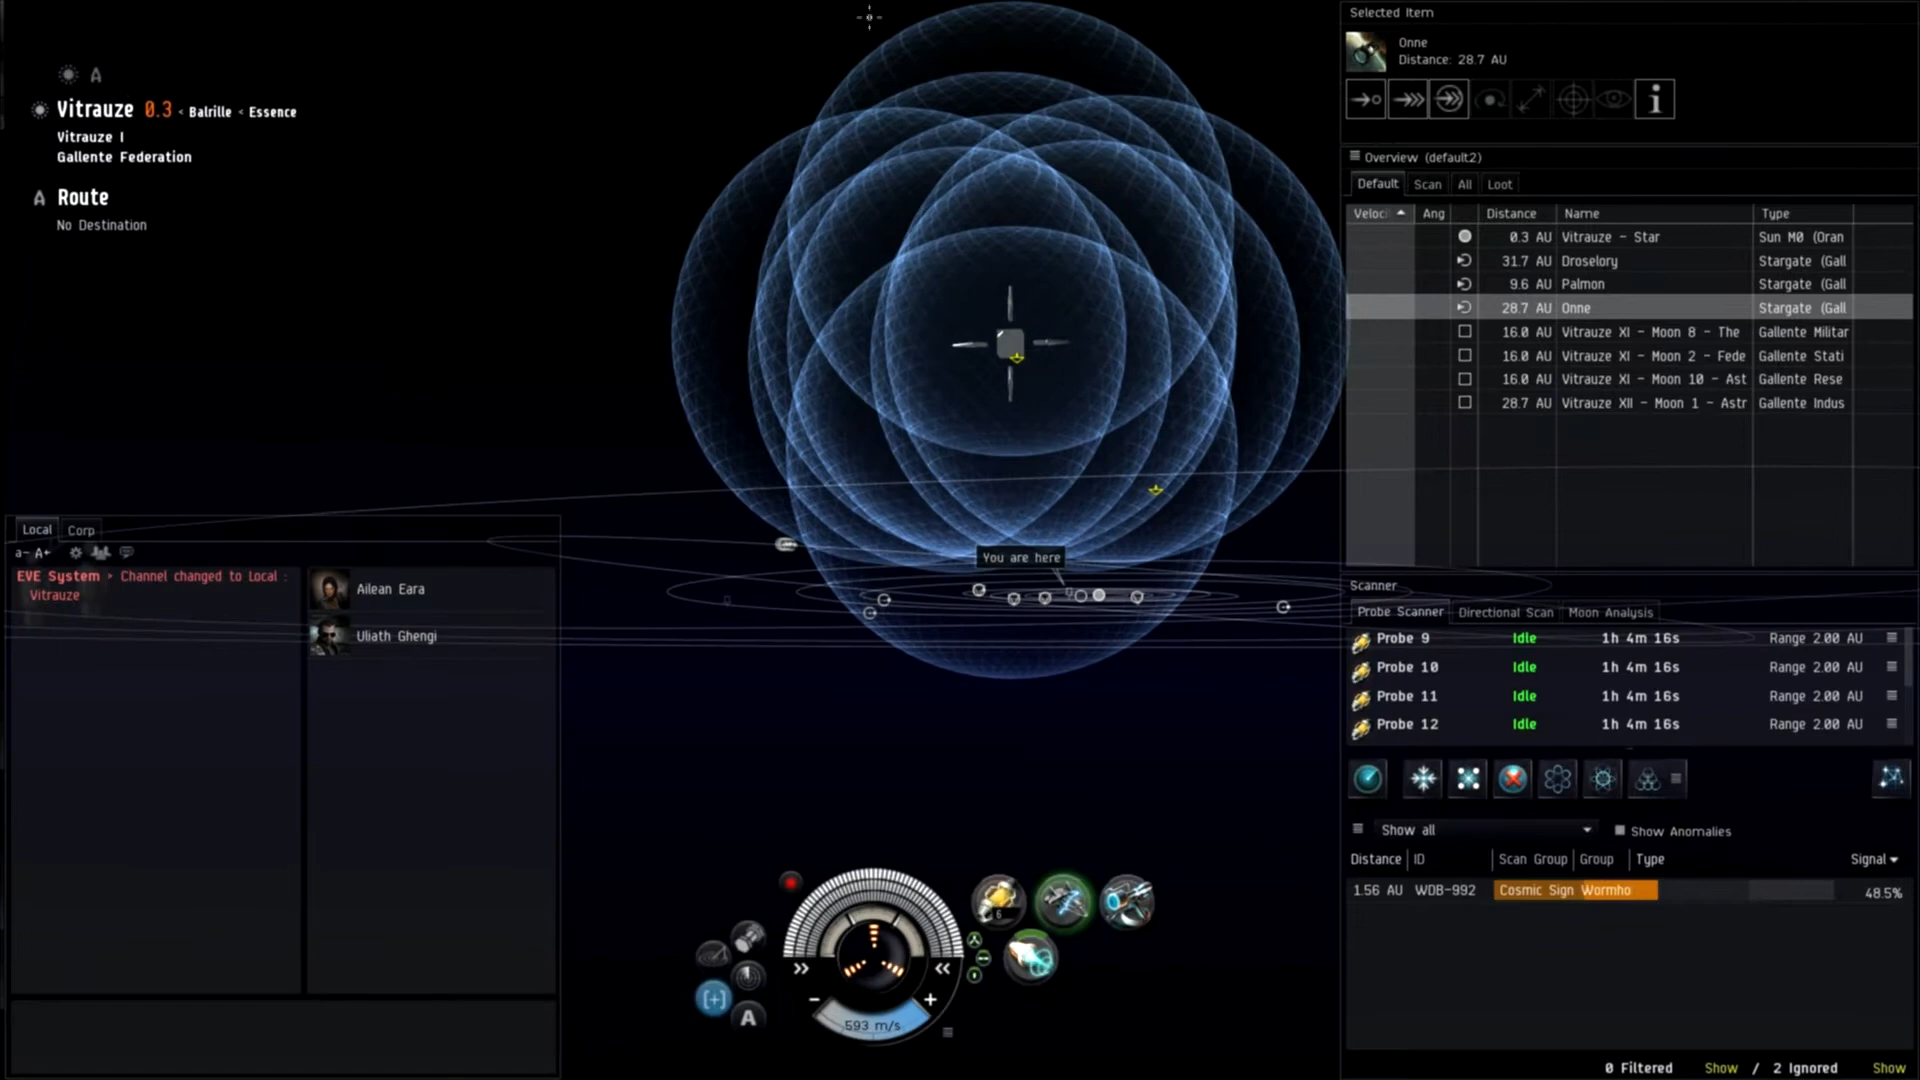 A
Vitrauze 0.3 < Balrille < Essence
Vitrauze I
Gallente Federation
A Route
No Destination
You are here
Local Corp
a- A+
EVE System > Channel changed to Local :
Vitrauze
Ailean Eara
Uliath Ghengi
6
593 m/s
A
Selected Item
Onne
Distance: 28.7 AU
Overview (default2)
Default Scan All Loot
Veloci Ang Distance Name Type
0.3 AU Vitrauze - Star Sun M0 (Oran
31.7 AU Droselory Stargate (Gall
9.6 AU Palmon Stargate (Gall
28.7 AU Onne Stargate (Gall
16.0 AU Vitrauze XI - Moon 8 - The Gallente Militar
16.0 AU Vitrauze XI - Moon 2 - Fede Gallente Stati
16.0 AU Vitrauze XI - Moon 10 - Ast Gallente Rese
28.7 AU Vitrauze XII - Moon 1 - Astr Gallente Indus
Scanner
Probe Scanner Directional Scan Moon Analysis
Probe 9 Idle 1h 4m 16s Range 2.00 AU
Probe 10 Idle 1h 4m 16s Range 2.00 AU
Probe 11 Idle 1h 4m 16s Range 2.00 AU
Probe 12 Idle 1h 4m 16s Range 2.00 AU
Show all Show Anomalies
Distance ID Scan Group Group Type Signal
1.56 AU WDB-992 Cosmic Sign Wormho 48.5%
0 Filtered Show / 2 Ignored Show